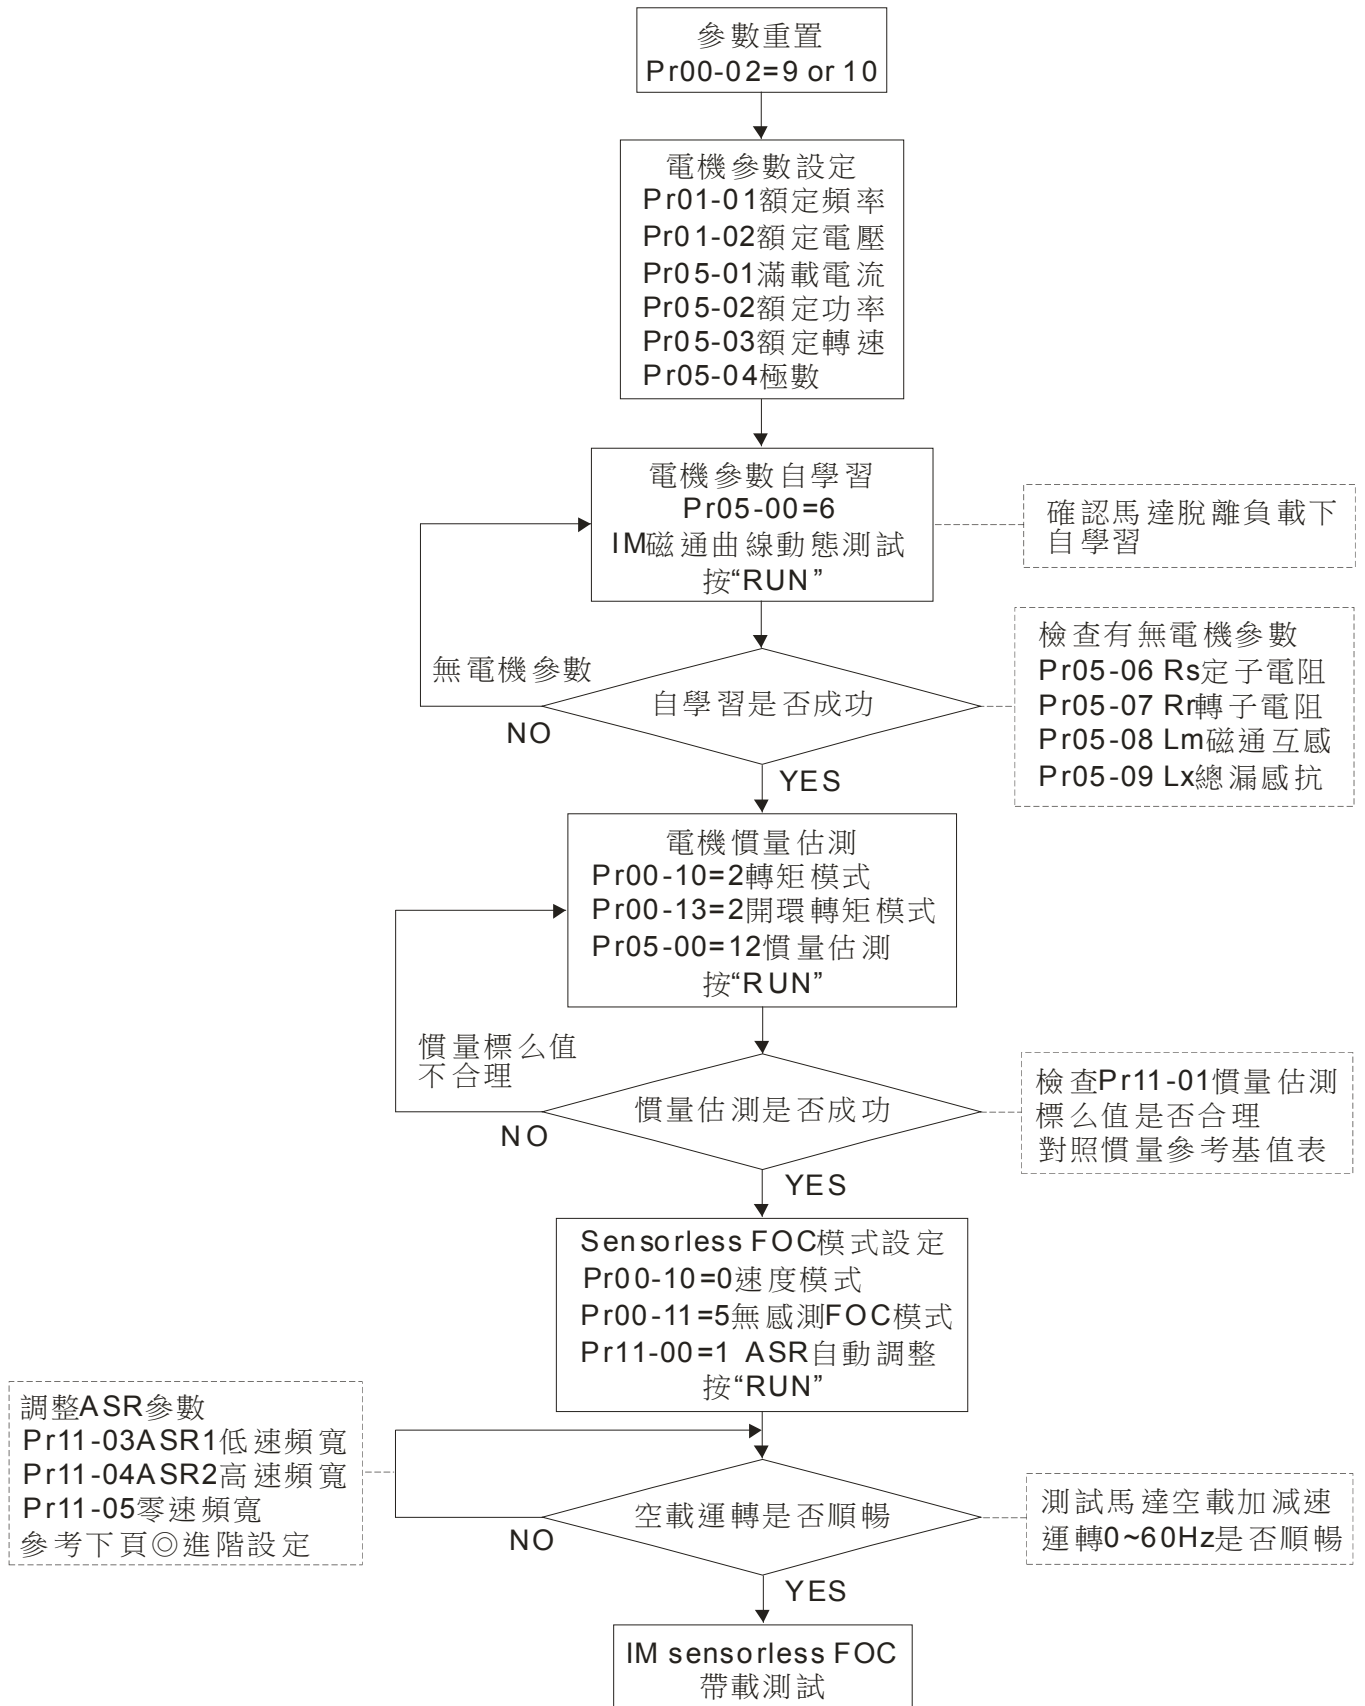 參數重置
Pr00-02=9 or 10
電機參數設定
Pr01-01額定頻率
Pr01-02額定電壓
Pr05-01滿載電流
Pr05-02額定功率
Pr05-03額定轉速
Pr05-04極數
電機參數自學習
Pr05-00=6
IM磁通曲線動態測試
按“RUN”
確認馬達脫離負載下
自學習
無電機參數
NO
自學習是否成功
YES
檢查有無電機參數
Pr05-06 Rs定子電阻
Pr05-07 Rr轉子電阻
Pr05-08 Lm磁通互感
Pr05-09 Lx總漏感抗
電機慣量估測
Pr00-10=2轉矩模式
Pr00-13=2開環轉矩模式
Pr05-00=12慣量估測
按“RUN”
慣量標么值
不合理
NO
慣量估測是否成功
YES
檢查Pr11-01慣量估測
標么值是否合理
對照慣量參考基值表
Sensorless FOC模式設定
Pr00-10=0速度模式
Pr00-11=5無感測FOC模式
Pr11-00=1 ASR自動調整
按“RUN”
調整ASR參數
Pr11-03ASR1低速頻寬
Pr11-04ASR2高速頻寬
Pr11-05零速頻寬
參考下頁◎進階設定
NO
空載運轉是否順暢
YES
測試馬達空載加減速
運轉0~60Hz是否順暢
IM sensorless FOC
帶載測試